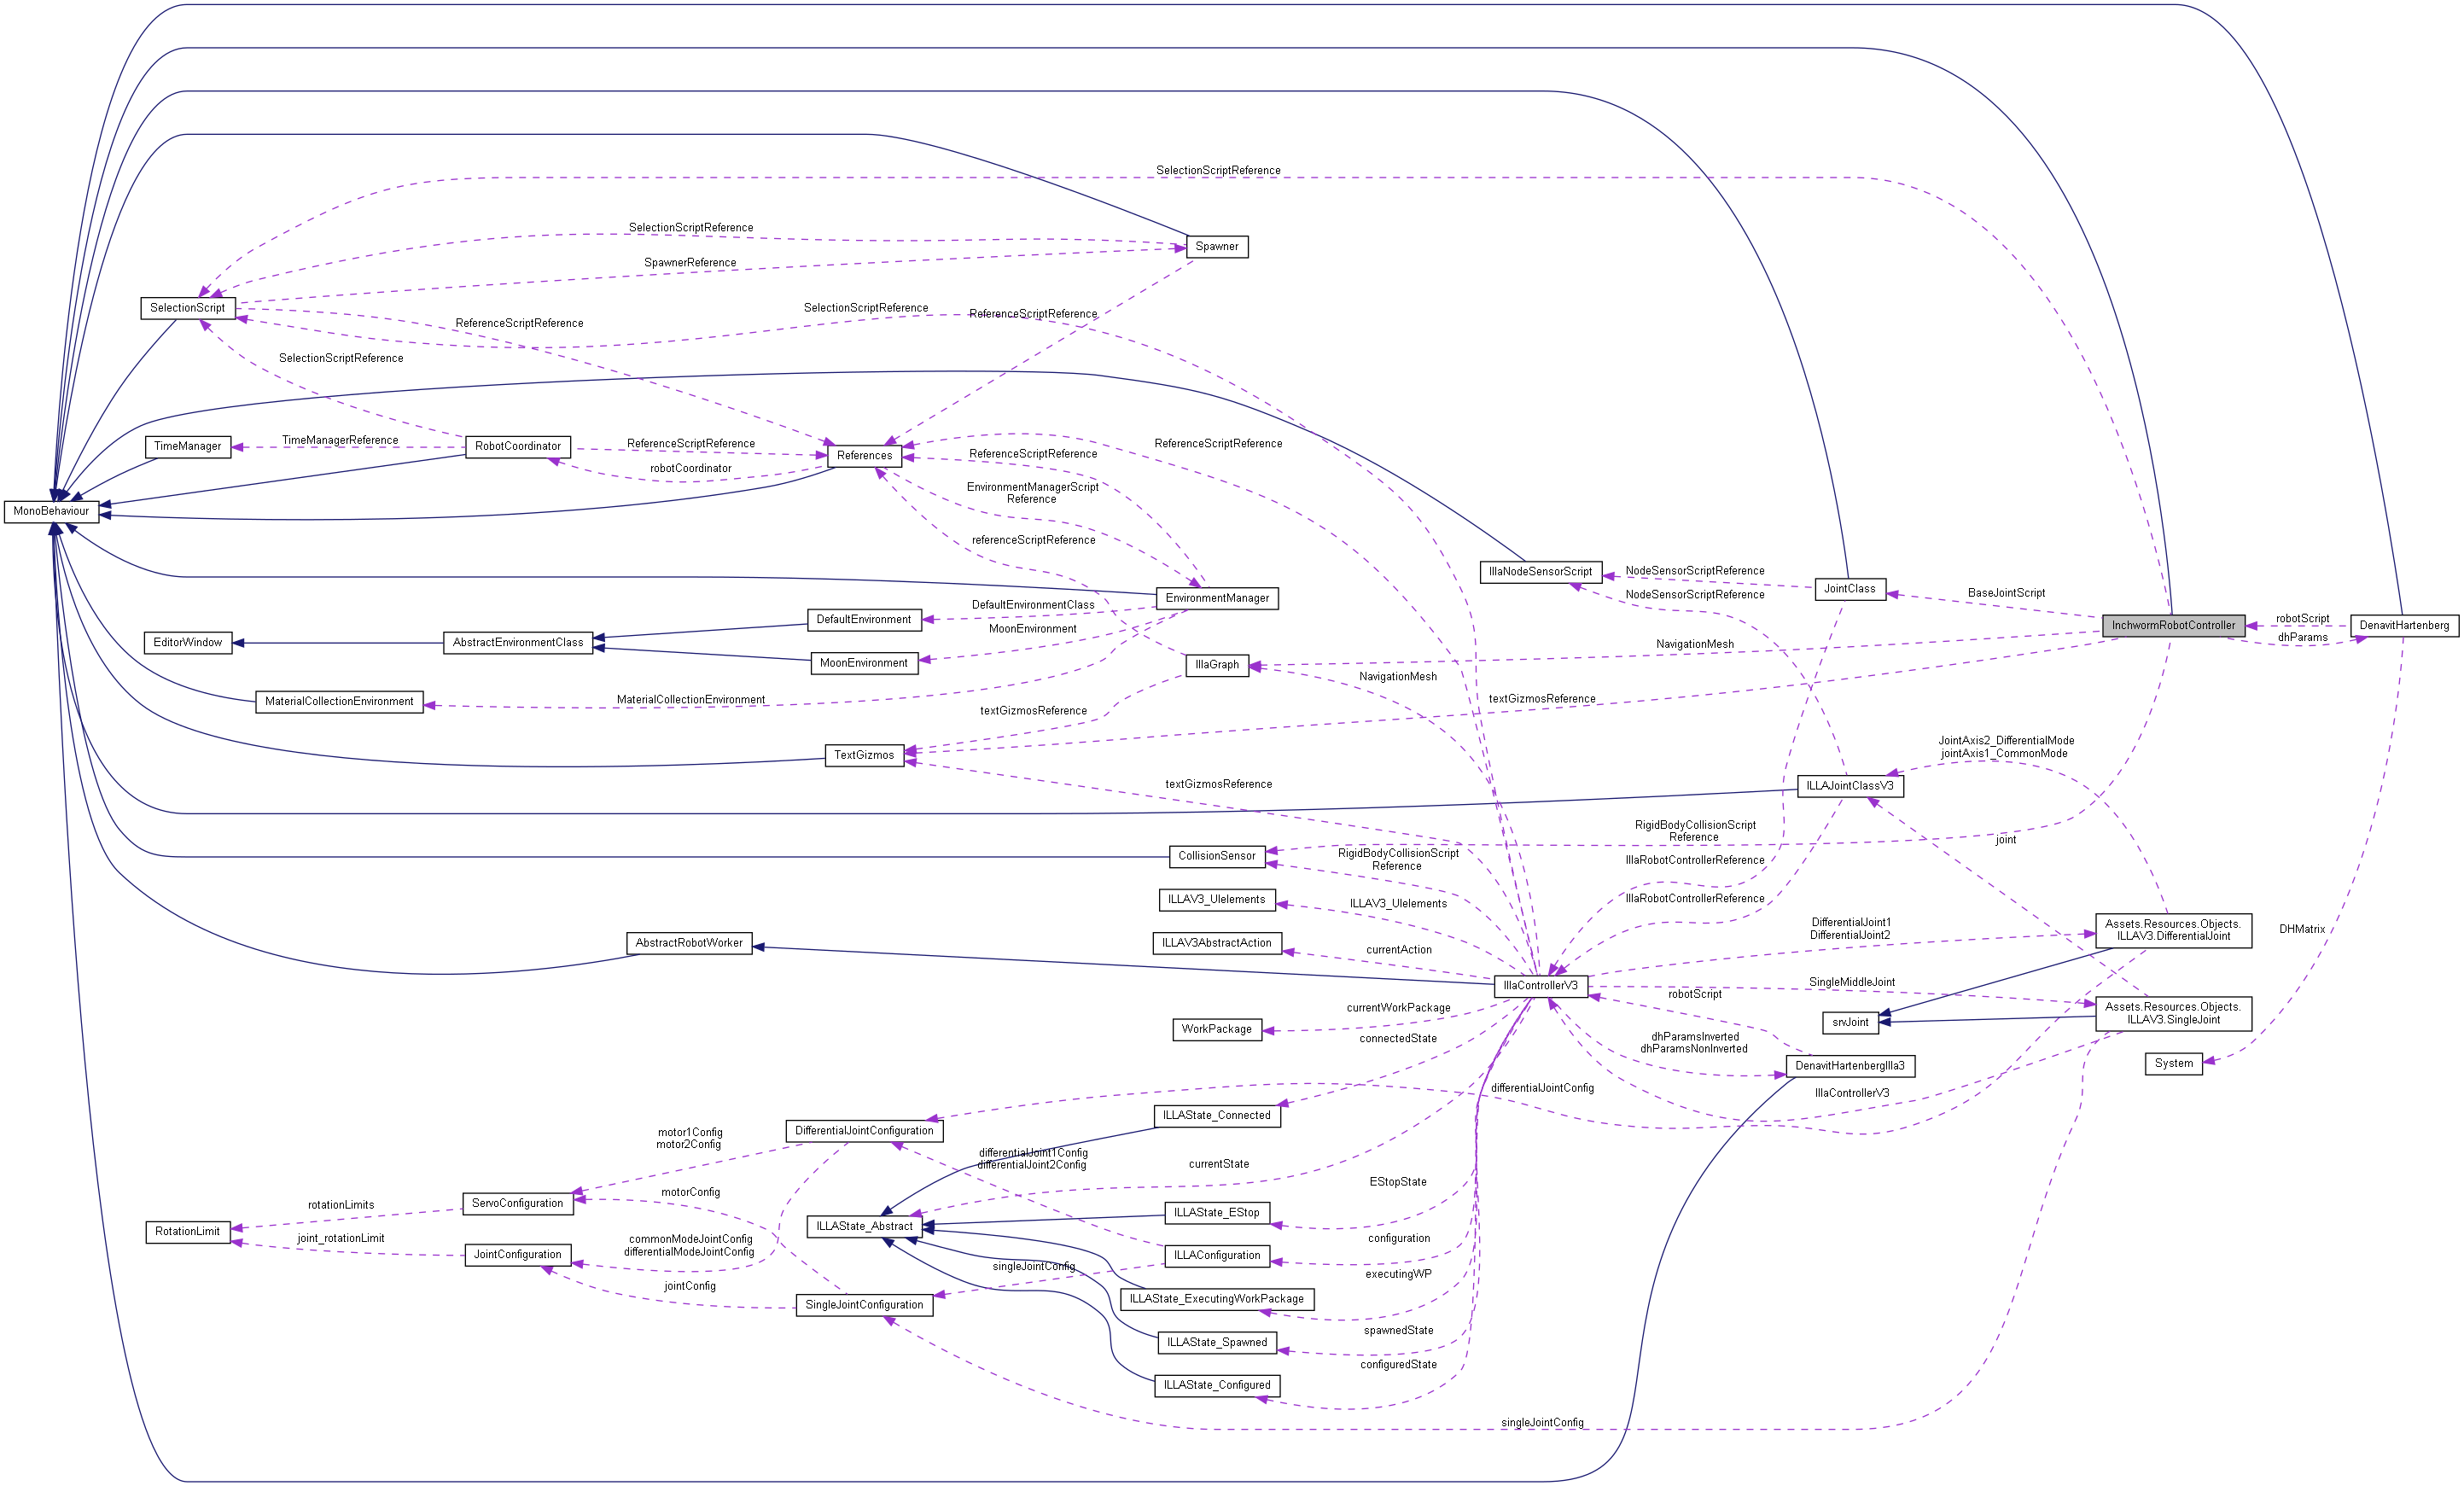 SelectionScriptReference
SelectionScriptReference
Spawner
SpawnerReference
SelectionScript
SelectionScriptReference
ReferenceScriptReference
ReferenceScriptReference
SelectionScriptReference
TimeManager
TimeManagerReference
RobotCoordinator
ReferenceScriptReference
robotCoordinator
References
ReferenceScriptReference
ReferenceScriptReference
EnvironmentManagerScript
Reference
MonoBehaviour
referenceScriptReference
IllaNodeSensorScript
NodeSensorScriptReference
JointClass
NodeSensorScriptReference
BaseJointScript
EnvironmentManager
DefaultEnvironmentClass
DefaultEnvironment
MoonEnvironment
InchwormRobotController
robotScript
dhParams
DenavitHartenberg
EditorWindow
AbstractEnvironmentClass
MoonEnvironment
IllaGraph
NavigationMesh
NavigationMesh
MaterialCollectionEnvironment
MaterialCollectionEnvironment
textGizmosReference
textGizmosReference
TextGizmos
textGizmosReference
JointAxis2_DifferentialMode
jointAxis1_CommonMode
ILLAJointClassV3
RigidBodyCollisionScript
Reference
joint
CollisionSensor
RigidBodyCollisionScript
Reference
IllaRobotControllerReference
ILLAV3_UIelements
ILLAV3_UIelements
IllaRobotControllerReference
AbstractRobotWorker
ILLAV3AbstractAction
currentAction
DifferentialJoint1
DifferentialJoint2
Assets.Resources.Objects.
ILLAV3.DifferentialJoint
DHMatrix
IllaControllerV3
SingleMiddleJoint
robotScript
Assets.Resources.Objects.
ILLAV3.SingleJoint
WorkPackage
currentWorkPackage
srvJoint
connectedState
dhParamsInverted
dhParamsNonInverted
DenavitHartenbergIlla3
System
differentialJointConfig
IllaControllerV3
ILLAState_Connected
DifferentialJointConfiguration
motor1Config
motor2Config
differentialJoint1Config
differentialJoint2Config
currentState
motorConfig
EStopState
ServoConfiguration
rotationLimits
RotationLimit
joint_rotationLimit
JointConfiguration
commonModeJointConfig
differentialModeJointConfig
ILLAState_Abstract
ILLAState_EStop
configuration
ILLAConfiguration
singleJointConfig
executingWP
jointConfig
SingleJointConfiguration
ILLAState_ExecutingWorkPackage
spawnedState
ILLAState_Spawned
configuredState
ILLAState_Configured
singleJointConfig